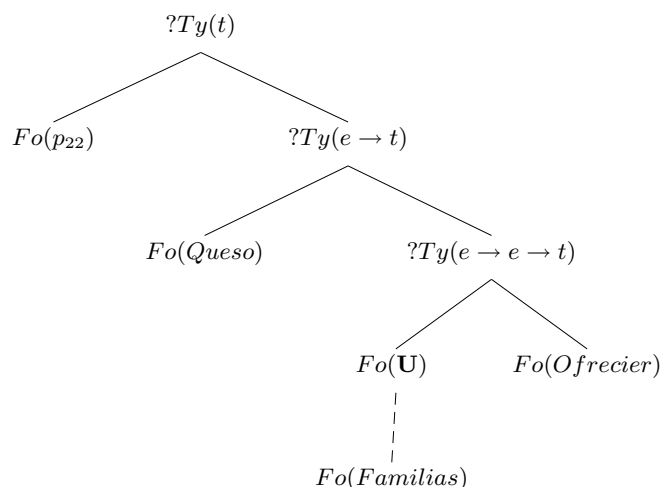 ?Ty(t)
Fo(p₂₂) ?Ty(e → t)
Fo(Queso) ?Ty(e → e → t)
Fo(U) Fo(Ofrecier)
Fo(Familias)